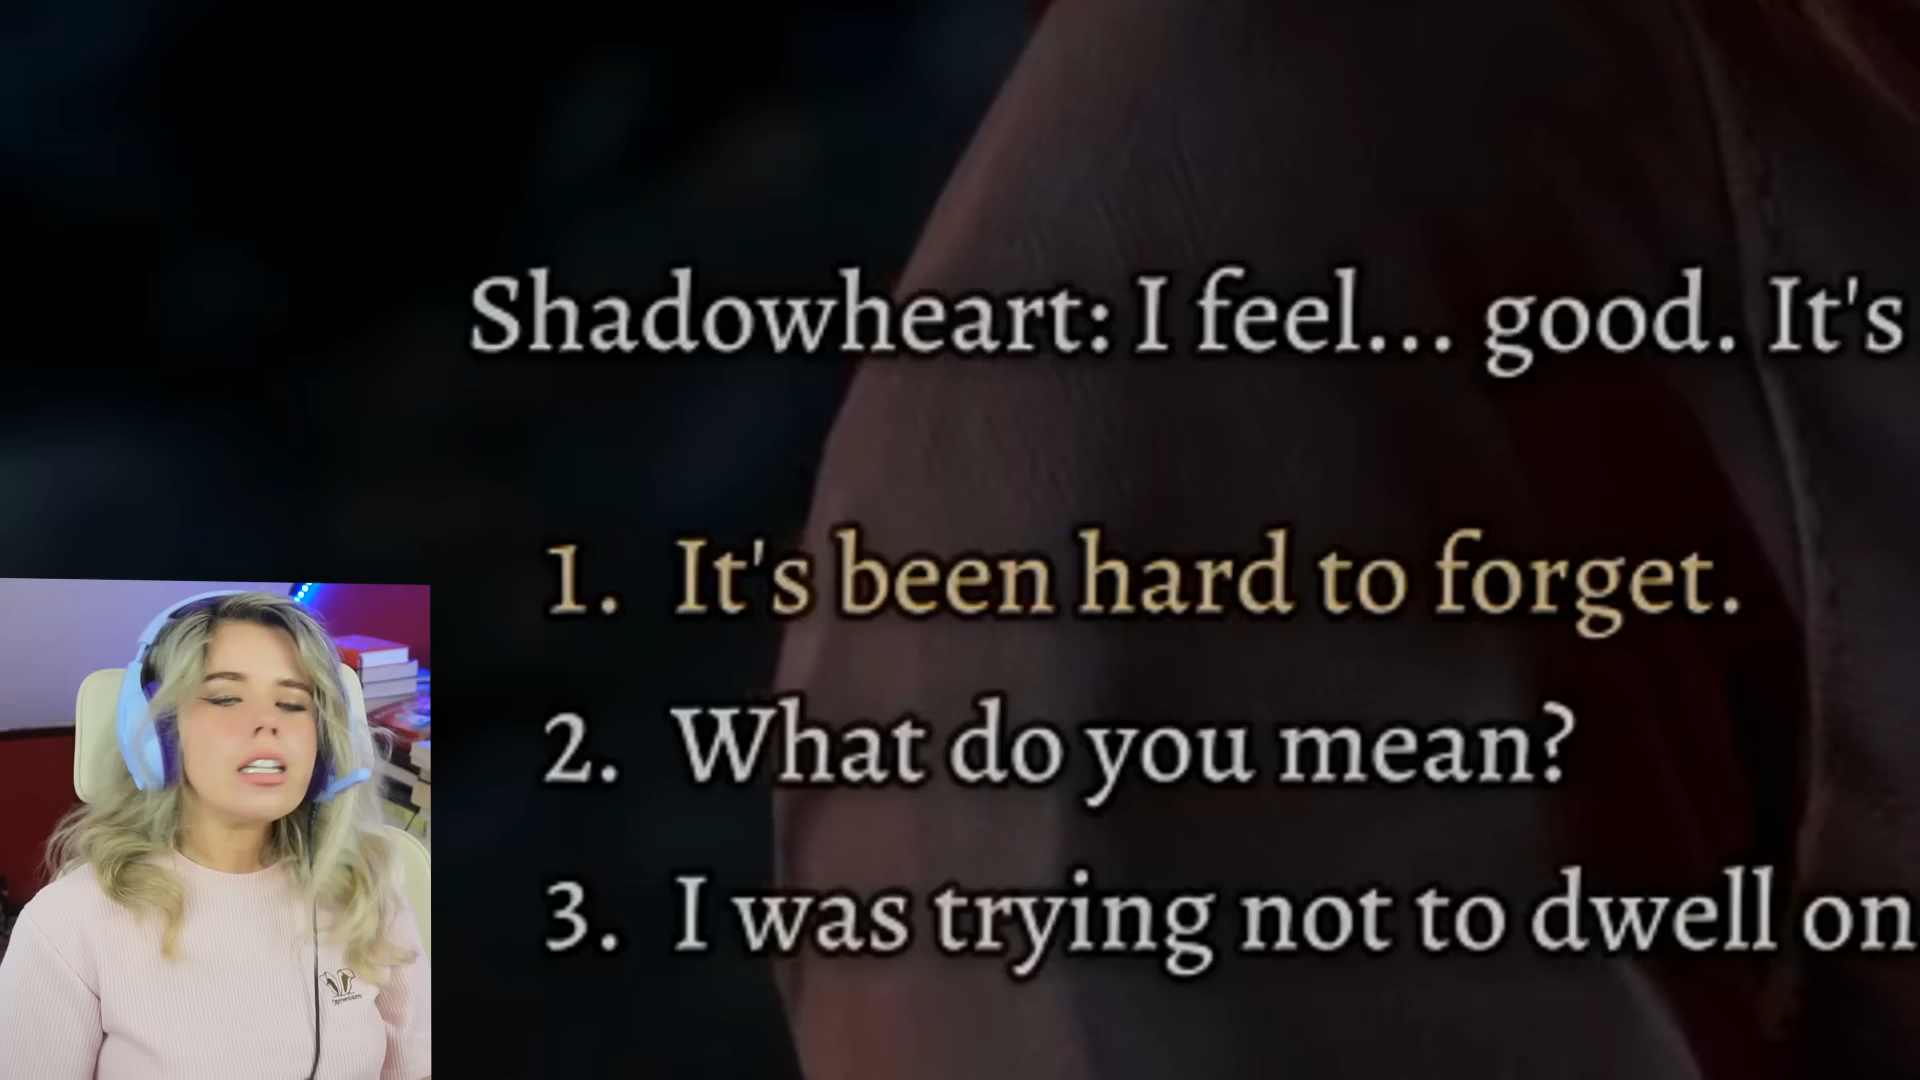 Shadowheart: I feel... good. It's
1. It's been hard to forget.
2. What do you mean?
3. I was trying not to dwell on